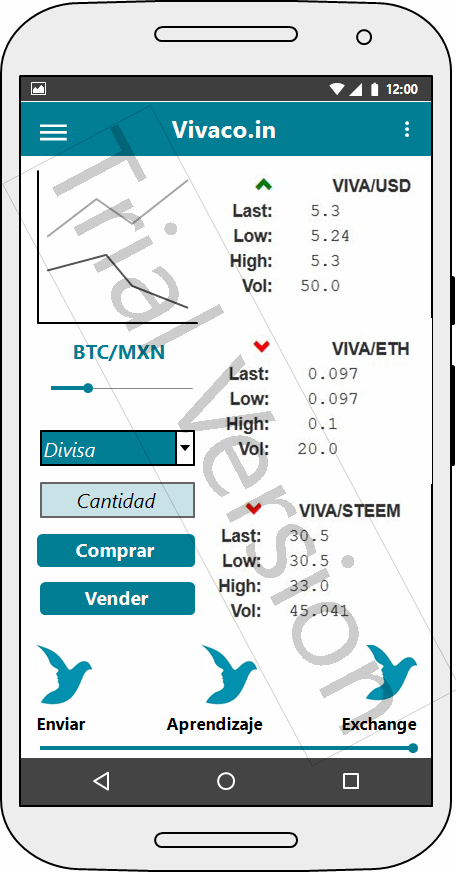 12:00
Vivaco.in
VIVA/USD
Last: 5.3
Low: 5.24
High: 5.3
Vol: 50.0
BTC/MXN
VIVA/ETH
Last: 0.097
Low: 0.097
High: 0.1
Vol: 20.0
Divisa
Cantidad
Comprar
Vender
VIVA/STEEM
Last: 30.5
Low: 30.5
High: 33.0
Vol: 45.041
Enviar Aprendizaje Exchange
Trial version